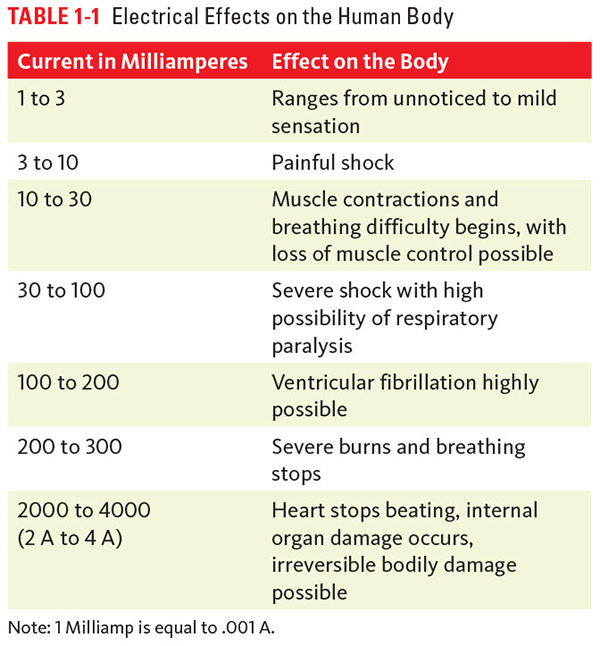 TABLE 1-1 Electrical Effects on the Human Body
Current in Milliamperes Effect on the Body
1 to 3 Ranges from unnoticed to mild
sensation
3 to 10 Painful shock
10 to 30 Muscle contractions and
breathing difficulty begins, with
loss of muscle control possible
30 to 100 Severe shock with high
possibility of respiratory
paralysis
100 to 200 Ventricular fibrillation highly
possible
200 to 300 Severe burns and breathing
stops
2000 to 4000 Heart stops beating, internal
(2 A to 4 A) organ damage occurs,
irreversible bodily damage
possible
Note: 1 Milliamp is equal to .001 A.